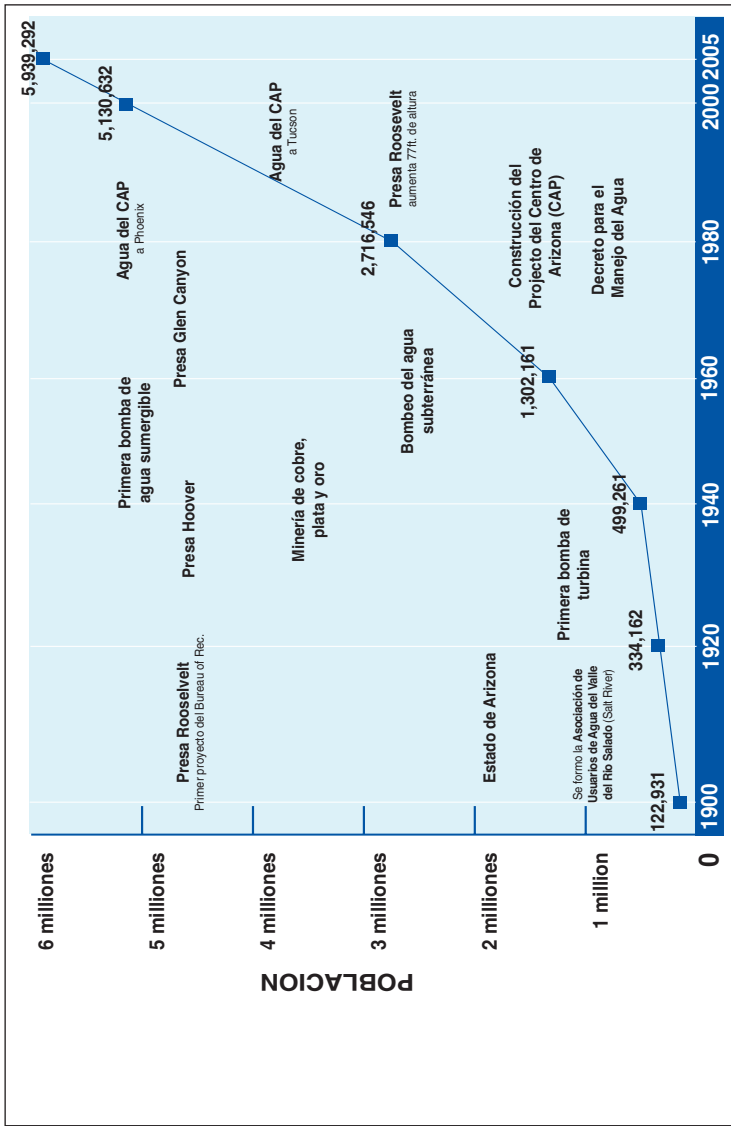 POBLACION
6 milliones
5 milliones
4 milliones
3 milliones
2 milliones
1 million
0
1900
1920
1940
1960
1980
2000
2005
122,931
334,162
499,261
1,302,161
2,716,546
5,130,632
5,939,292
Presa Rooselvelt
Primer proyecto del Bureau of Rec.
Presa Hoover
Primera bomba de
agua sumergible
Presa Glen Canyon
Agua del CAP
a Phoenix
Minería de cobre,
plata y oro
Agua del CAP
a Tucson
Estado de Arizona
Bombeo del agua
subterránea
Presa Roosevelt
aumenta 77ft. de altura
Se formo la Asociación de
Usuarios de Agua del Valle
del Rio Salado (Salt River)
Primera bomba de
turbina
Construcción del
Projecto del Centro de
Arizona (CAP)
Decreto para el
Manejo del Agua